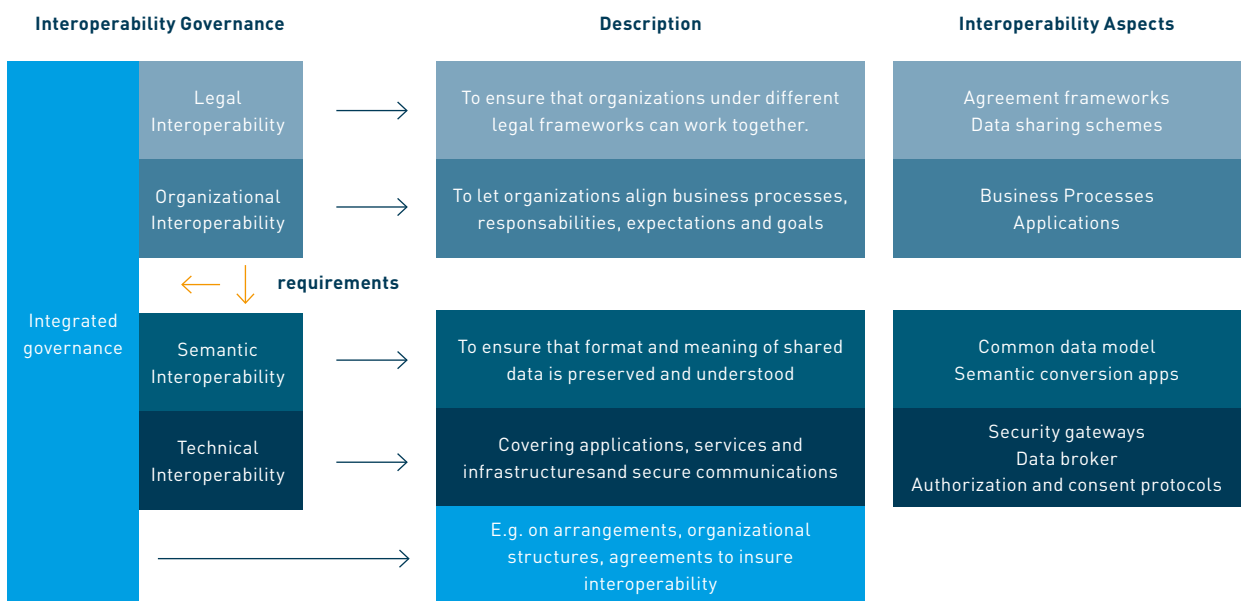 Interoperability Governance
Description
Interoperability Aspects
Legal
Interoperability
To ensure that organizations under different
legal frameworks can work together.
Agreement frameworks
Data sharing schemes
Organizational
Interoperability
To let organizations align business processes,
responsabilities, expectations and goals
Business Processes
Applications
requirements
Integrated
governance
Semantic
Interoperability
To ensure that format and meaning of shared
data is preserved and understood
Common data model
Semantic conversion apps
Technical
Interoperability
Covering applications, services and
infrastructuresand secure communications
Security gateways
Data broker
Authorization and consent protocols
E.g. on arrangements, organizational
structures, agreements to insure
interoperability